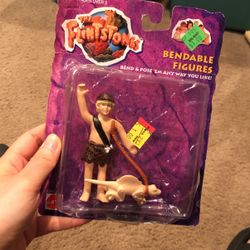 The
FLINTSTONES
BENDABLE
FIGURES
BEND & POSE 'EM ANY WAY YOU LIKE!